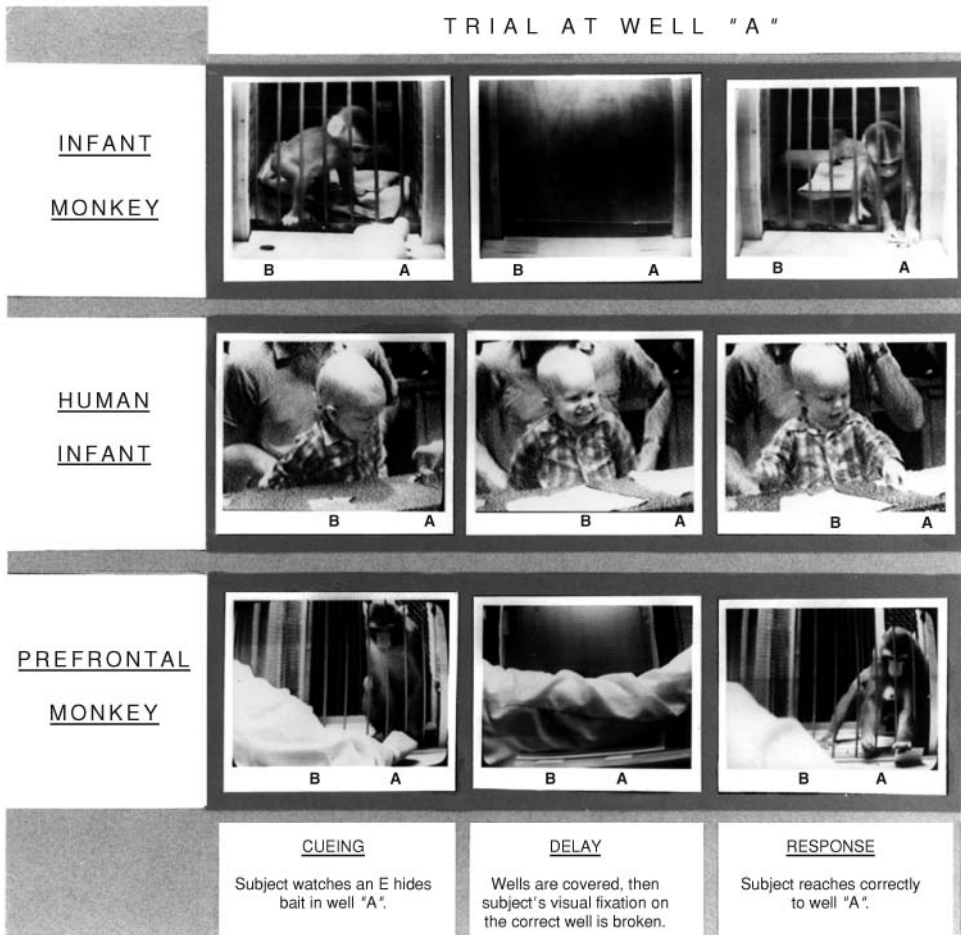 TRIAL AT WELL "A"
INFANT
MONKEY
B A
B A
B A
HUMAN
INFANT
B A
B A
B A
PREFRONTAL
MONKEY
B A
B A
B A
CUEING
Subject watches an E hides
bait in well "A".
DELAY
Wells are covered, then
subject's visual fixation on
the correct well is broken.
RESPONSE
Subject reaches correctly
to well "A".